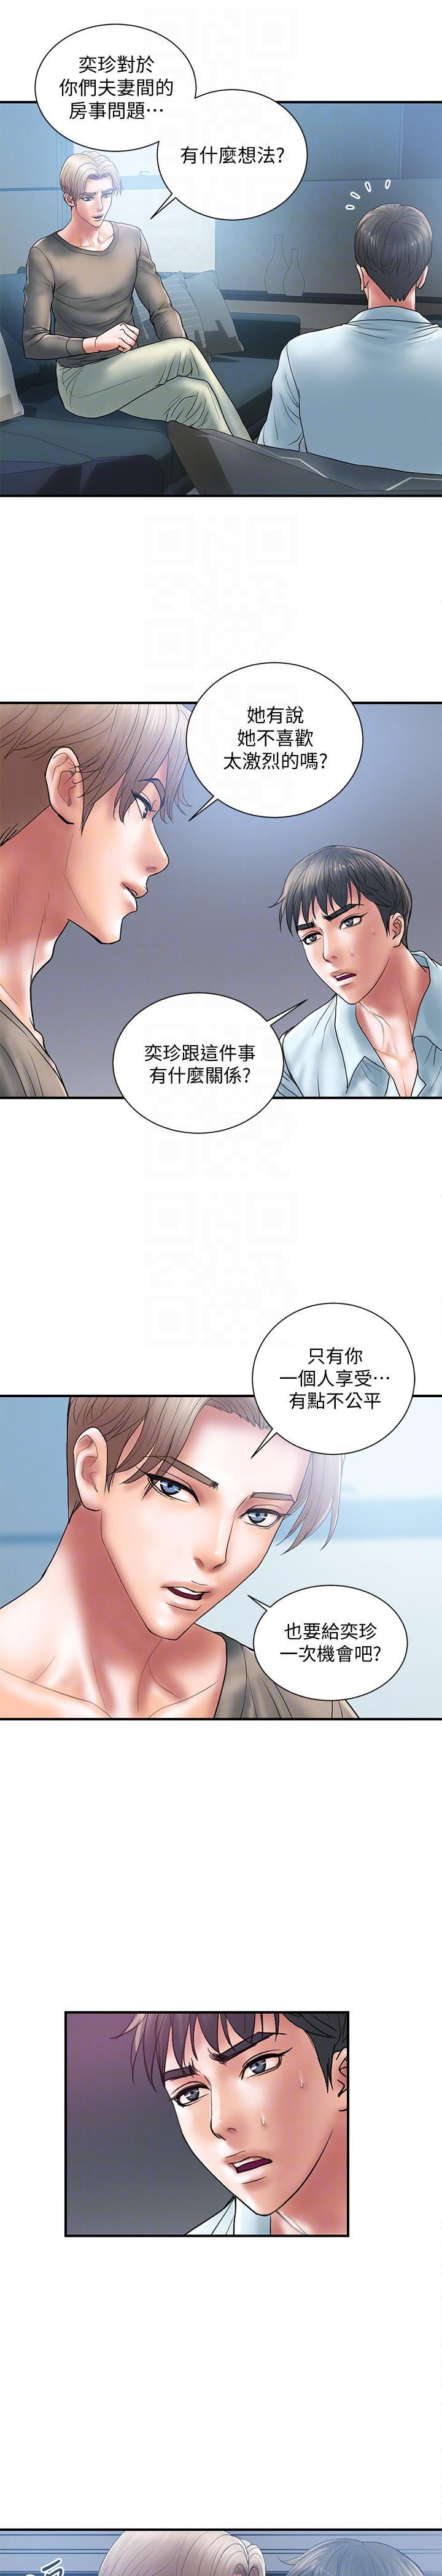 奕珍對於
你們夫妻間的
房事問題⋯
有什麼想法?
她有說
她不喜歡
太激烈的嗎?
奕珍跟這件事
有什麼關係?
只有你
一個人享受⋯
有點不公平
也要給奕珍
一次機會吧?